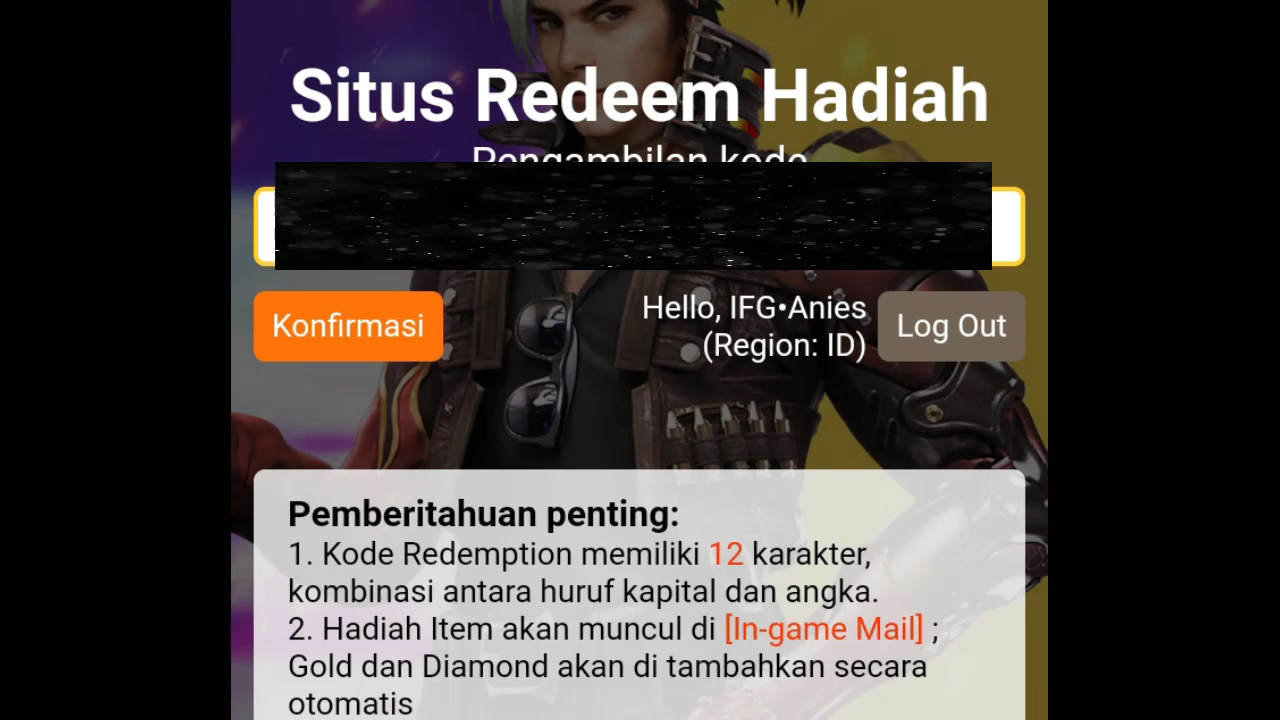 Situs Redeem Hadiah
Pengambilan kode
Konfirmasi
Hello, IFG•Anies
(Region: ID)
Log Out
Pemberitahuan penting:
1. Kode Redemption memiliki 12 karakter,
kombinasi antara huruf kapital dan angka.
2. Hadiah Item akan muncul di [In-game Mail] ;
Gold dan Diamond akan di tambahkan secara
otomatis